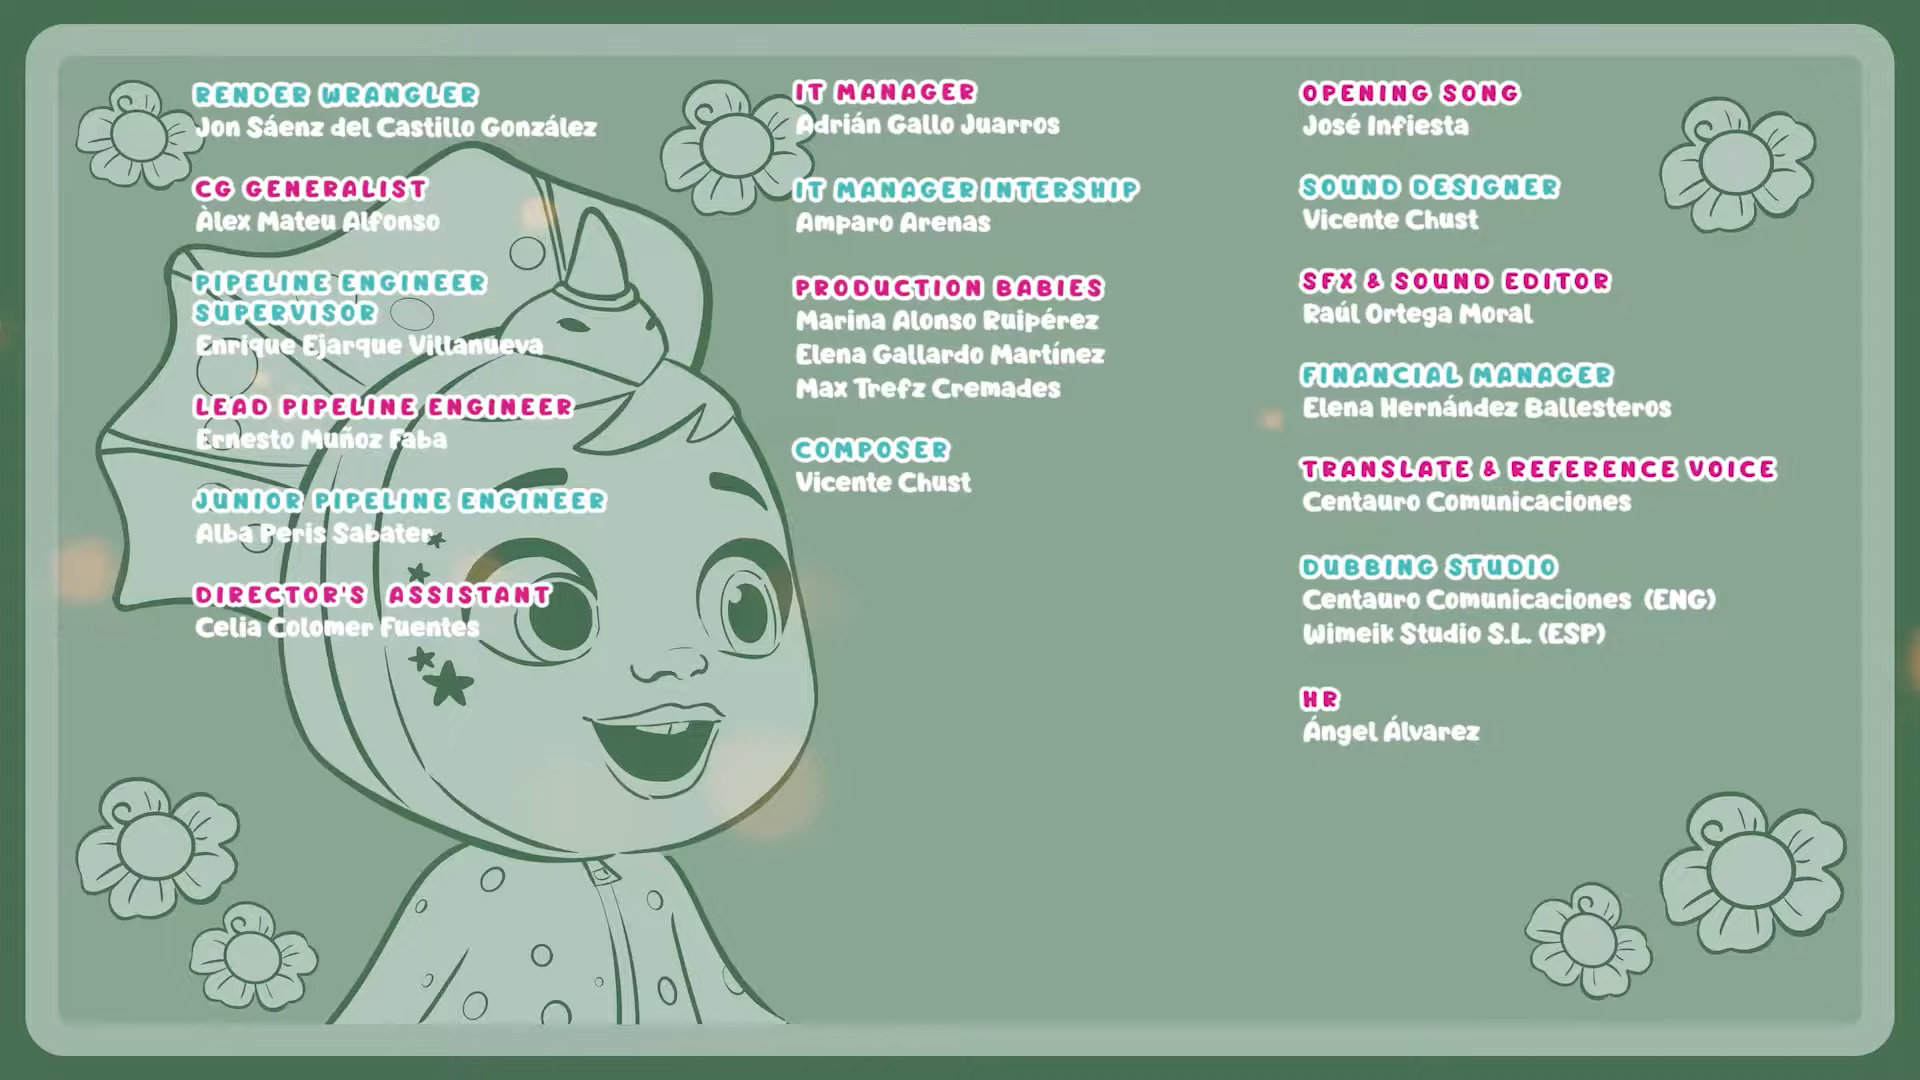 RENDER WRANGLER
Jon Sáenz del Castillo González
CG GENERALIST
Àlex Mateu Alfonso
PIPELINE ENGINEER
SUPERVISOR
Enrique Ejarque Villanueva
LEAD PIPELINE ENGINEER
Ernesto Muñoz Faba
JUNIOR PIPELINE ENGINEER
Alba Peris Sabater
DIRECTOR'S ASSISTANT
Celia Colomer Fuentes
IT MANAGER
Adrián Gallo Juarros
IT MANAGER INTERSHIP
Amparo Arenas
PRODUCTION BABIES
Marina Alonso Ruipérez
Elena Gallardo Martínez
Max Trefz Cremades
COMPOSER
Vicente Chust
OPENING SONG
José Infiesta
SOUND DESIGNER
Vicente Chust
SFX & SOUND EDITOR
Raúl Ortega Moral
FINANCIAL MANAGER
Elena Hernández Ballesteros
TRANSLATE & REFERENCE VOICE
Centauro Comunicaciones
DUBBING STUDIO
Centauro Comunicaciones (ENG)
Wimeik Studio S.L. (ESP)
HR
Ángel Álvarez